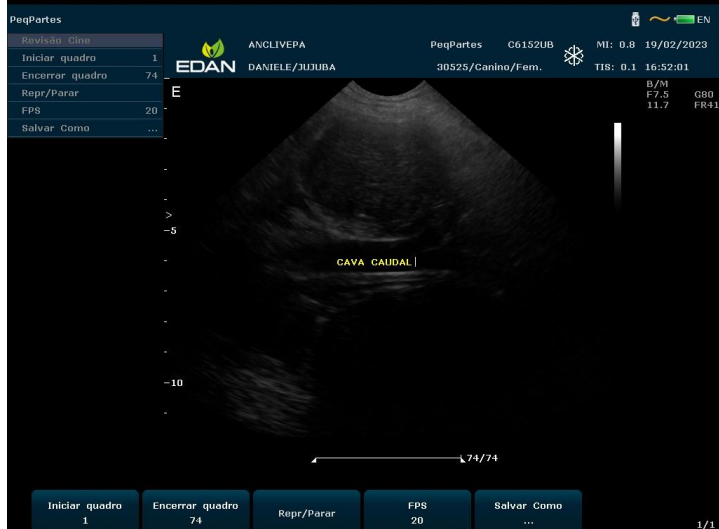 PeqPartes
EN
Revisão Cine
Iniciar quadro 1
Encerrar quadro 74
Repr/Parar
FPS 20
Salvar Como ...
EDAN
ANCLIVEPA
DANIELE/JUJUBA
PeqPartes C6152UB
30525/Canino/Fem.
MI: 0.8 19/02/2023
TIS: 0.1 16:52:01
B/M
F7.5 G80
11.7 FR41
E
>
-5
CAVA CAUDAL|
-10
74/74
Iniciar quadro
1
Encerrar quadro
74
Repr/Parar
FPS
20
Salvar Como
...
1/1